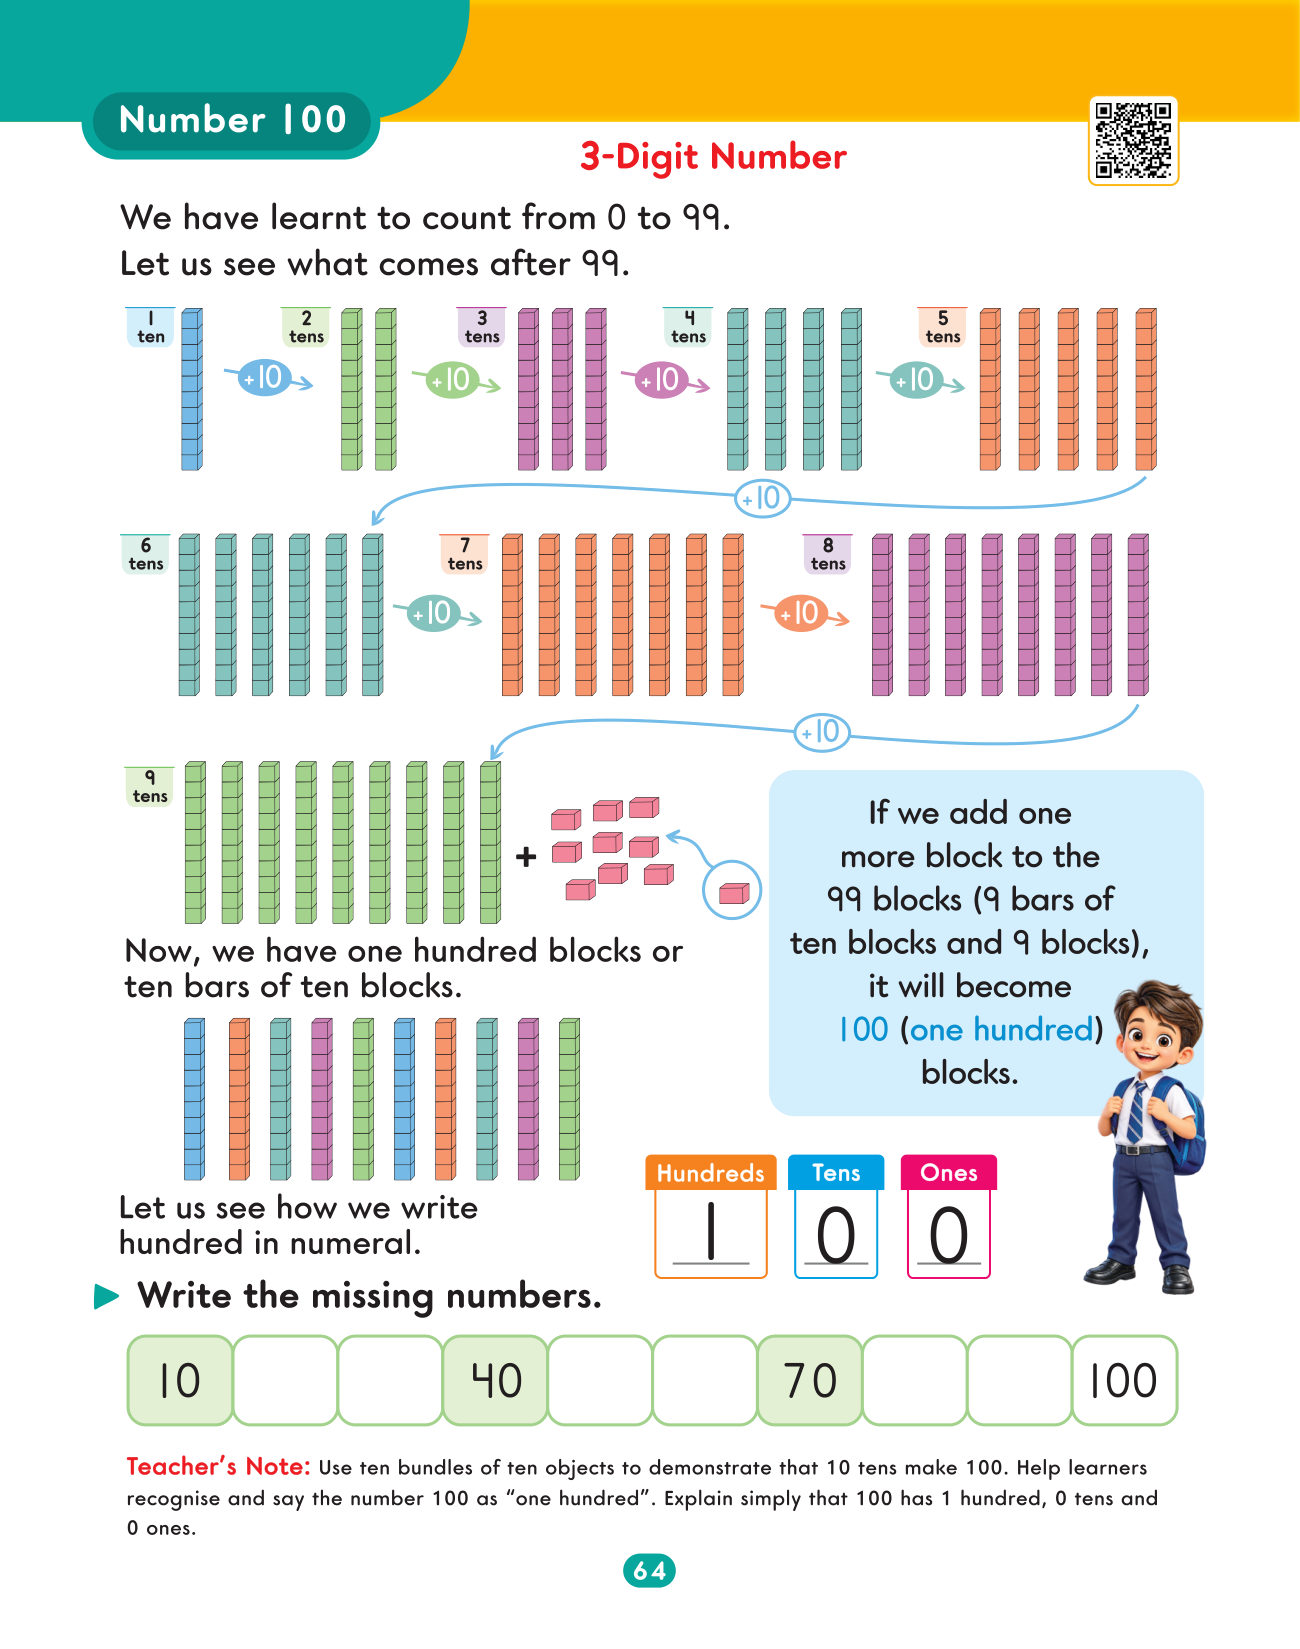 Number 100
3-Digit Number
We have learnt to count from 0 to 99.
Let us see what comes after 99.
1
ten
+10
2
tens
+10
3
tens
+10
4
tens
+10
5
tens
+10
6
tens
+10
7
tens
+10
8
tens
+10
9
tens
+
If we add one
more block to the
99 blocks (9 bars of
ten blocks and 9 blocks),
it will become
100 (one hundred)
blocks.
Now, we have one hundred blocks or
ten bars of ten blocks.
Hundreds Tens Ones
1 0 0
Let us see how we write
hundred in numeral.
Write the missing numbers.
10 40 70 100
Teacher's Note: Use ten bundles of ten objects to demonstrate that 10 tens make 100. Help learners
recognise and say the number 100 as “one hundred”. Explain simply that 100 has 1 hundred, 0 tens and
0 ones.
64